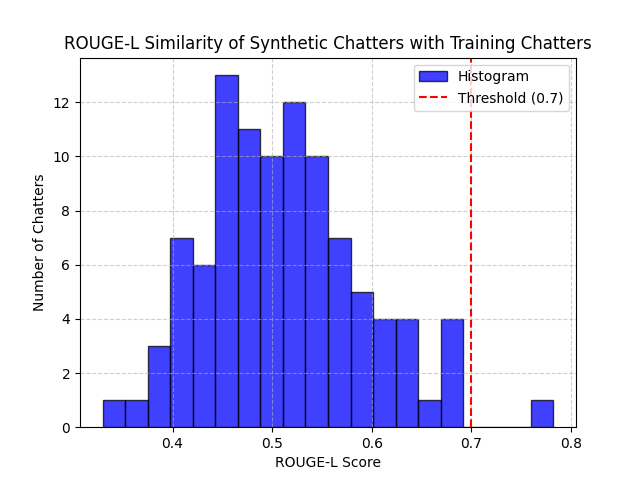 ROUGE-L Similarity of Synthetic Chatters with Training Chatters
Histogram
Threshold (0.7)
Number of Chatters
12
10
8
6
4
2
0
0.4
0.5
0.6
0.7
0.8
ROUGE-L Score